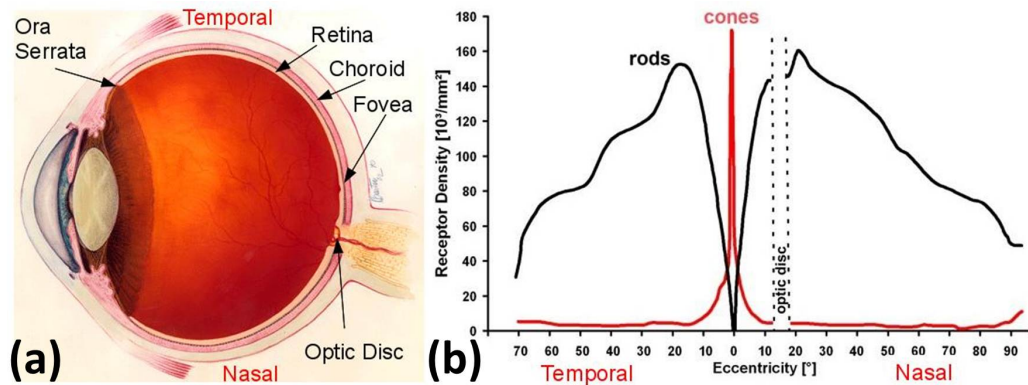 Ora
Serrata
Temporal
Retina
Choroid
Fovea
Optic Disc
Nasal
(a)
cones
rods
optic disc
Receptor Density [10³/mm²]
180
160
140
120
100
80
60
40
20
0
70 60 50 40 30 20 10 0 10 20 30 40 50 60 70 80 90
Temporal
Eccentricity [°]
Nasal
(b)